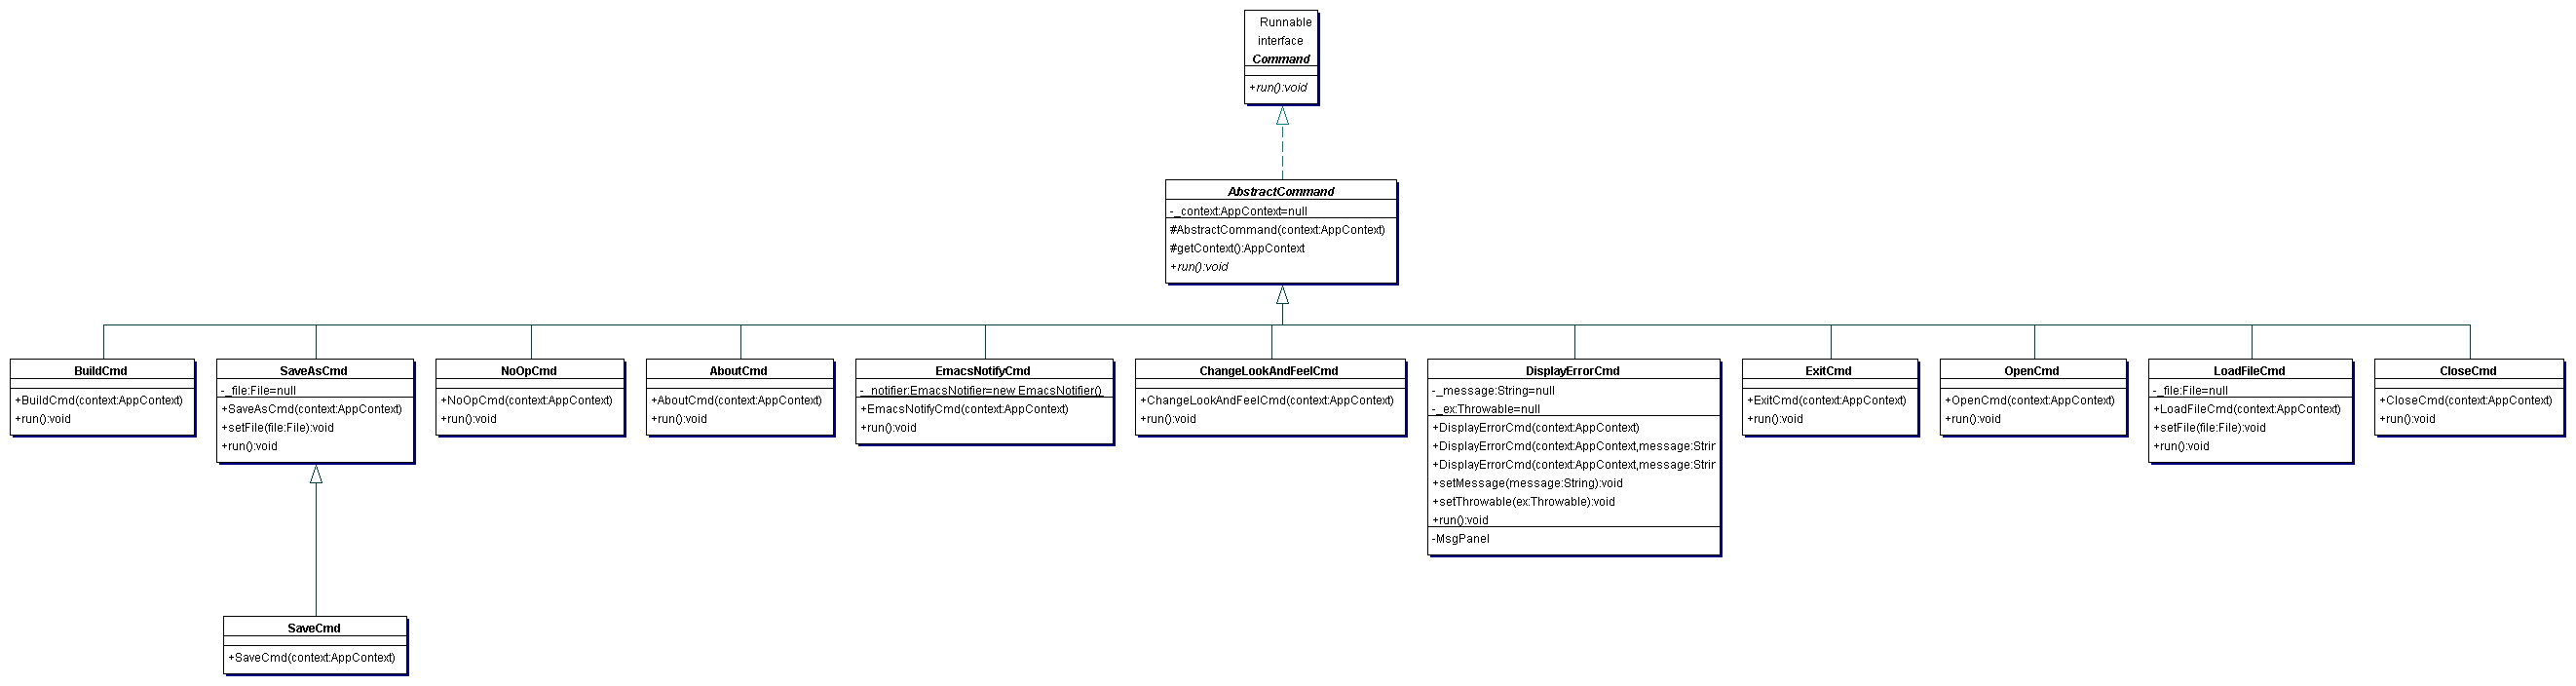 Runnable
interface
Command
+run():void
AbstractCommand
-_context:AppContext=null
#AbstractCommand(context:AppContext)
#getContext():AppContext
+run():void
BuildCmd
+BuildCmd(context:AppContext)
+run():void
SaveAsCmd
-_file:File=null
+SaveAsCmd(context:AppContext)
+setFile(file:File):void
+run():void
NoOpCmd
+NoOpCmd(context:AppContext)
+run():void
AboutCmd
+AboutCmd(context:AppContext)
+run():void
EmacsNotifyCmd
-_notifier:EmacsNotifier=new EmacsNotifier()
+EmacsNotifyCmd(context:AppContext)
+run():void
ChangeLookAndFeelCmd
+ChangeLookAndFeelCmd(context:AppContext)
+run():void
DisplayErrorCmd
-_message:String=null
-_ex:Throwable=null
+DisplayErrorCmd(context:AppContext)
+DisplayErrorCmd(context:AppContext,message:Strir
+DisplayErrorCmd(context:AppContext,message:Strir
+setMessage(message:String):void
+setThrowable(ex:Throwable):void
+run():void
-MsgPanel
ExitCmd
+ExitCmd(context:AppContext)
+run():void
OpenCmd
+OpenCmd(context:AppContext)
+run():void
LoadFileCmd
-_file:File=null
+LoadFileCmd(context:AppContext)
+setFile(file:File):void
+run():void
CloseCmd
+CloseCmd(context:AppContext)
+run():void
SaveCmd
+SaveCmd(context:AppContext)